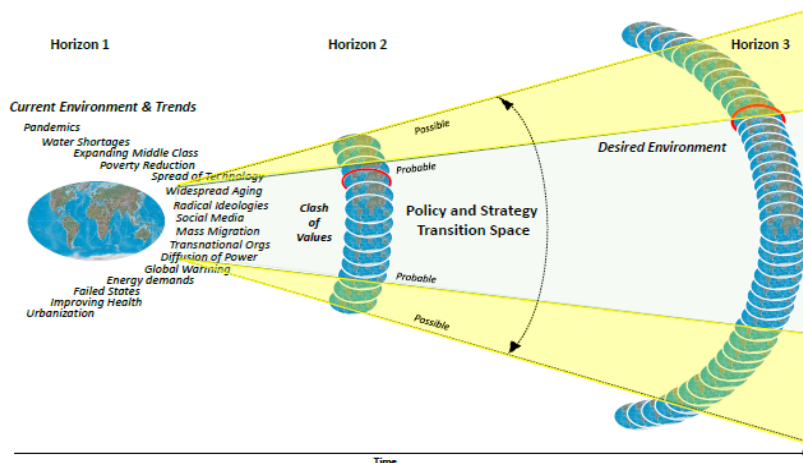 Horizon 1
Horizon 2
Horizon 3
Current Environment & Trends
Pandemics
Water Shortages
Expanding Middle Class
Poverty Reduction
Spread of Technology
Widespread Aging
Radical Ideologies
Social Media
Mass Migration
Transnational Orgs
Diffusion of Power
Global Warming
Energy demands
Failed States
Improving Health
Urbanization
Clash
of
Values
Possible
Probable
Policy and Strategy
Transition Space
Probable
Possible
Desired Environment
Time